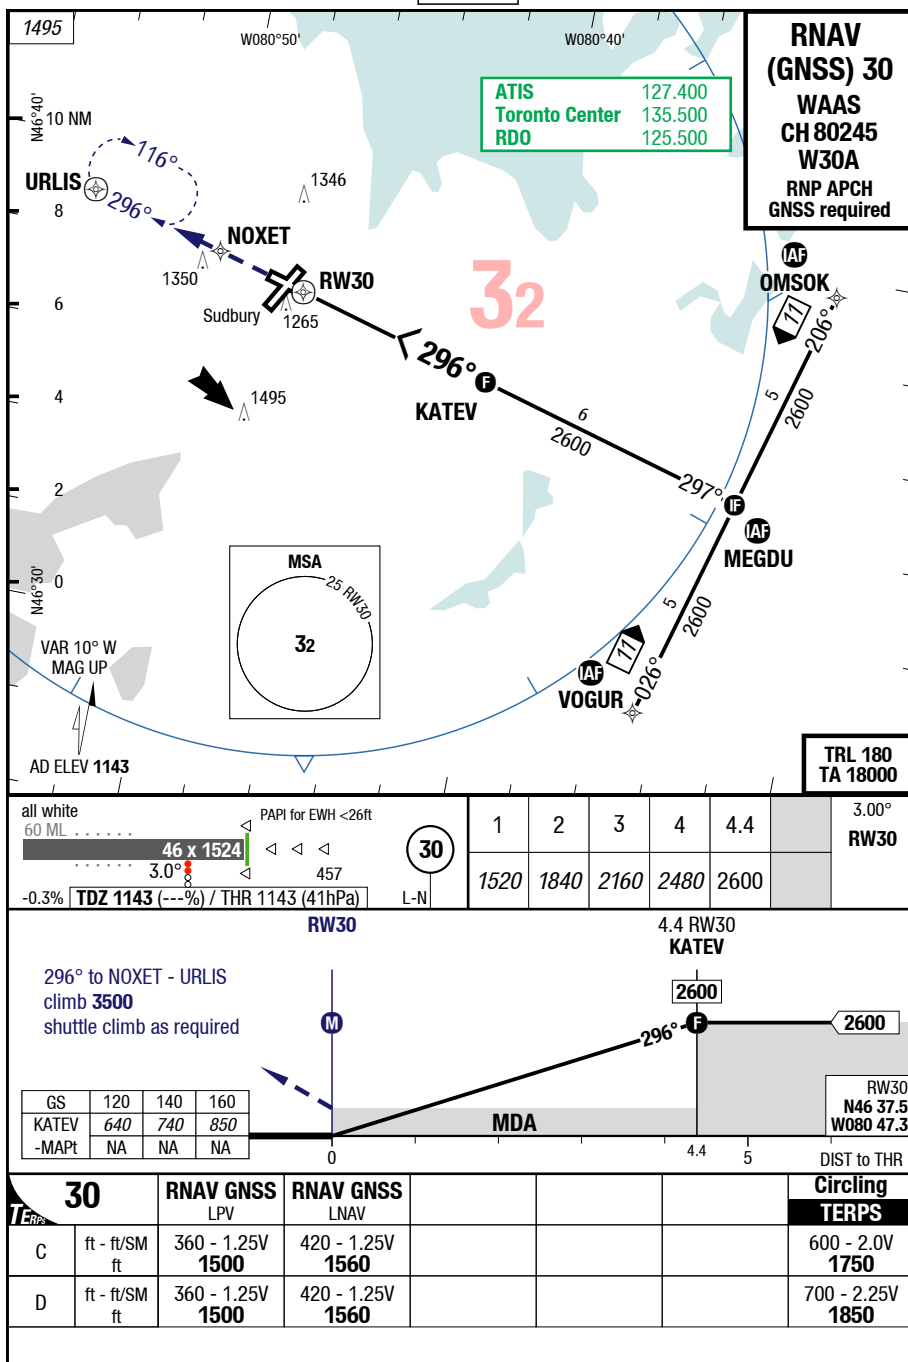 1495
W080°50'
W080°40'
RNAV
(GNSS) 30
WAAS
CH 80245
W30A
RNP APCH
GNSS required
ATIS 127.400
Toronto Center 135.500
RDO 125.500
N46°40'
10 NM
116°
URLIS
296°
1346
8
NOXET
1350
RW30
32
IAF
OMSOK
11
206°
6
Sudbury
1265
296°
F
KATEV
5
2600
4
1495
6
2600
297°
IF
IAF
MEGDU
2
N46°30'
0
MSA
25 RW30
32
5
2600
11
IAF
VOGUR
026°
VAR 10° W
MAG UP
AD ELEV 1143
TRL 180
TA 18000
all white
60 ML
PAPI for EWH <26ft
46 x 1524
3.0°
457
30
-0.3% TDZ 1143 (---%) / THR 1143 (41hPa) L-N
1 2 3 4 4.4 3.00°
RW30
1520 1840 2160 2480 2600
RW30
4.4 RW30
KATEV
296° to NOXET - URLIS
climb 3500
shuttle climb as required
2600
M
296°
F
2600
GS 120 140 160
KATEV 640 740 850
-MAPt NA NA NA
MDA
RW30
N46 37.5
W080 47.3
0
4.4
5
DIST to THR
TERPS
30
RNAV GNSS
LPV
RNAV GNSS
LNAV
Circling
TERPS
C ft - ft/SM 360 - 1.25V 420 - 1.25V 600 - 2.0V
ft 1500 1560 1750
D ft - ft/SM 360 - 1.25V 420 - 1.25V 700 - 2.25V
ft 1500 1560 1850